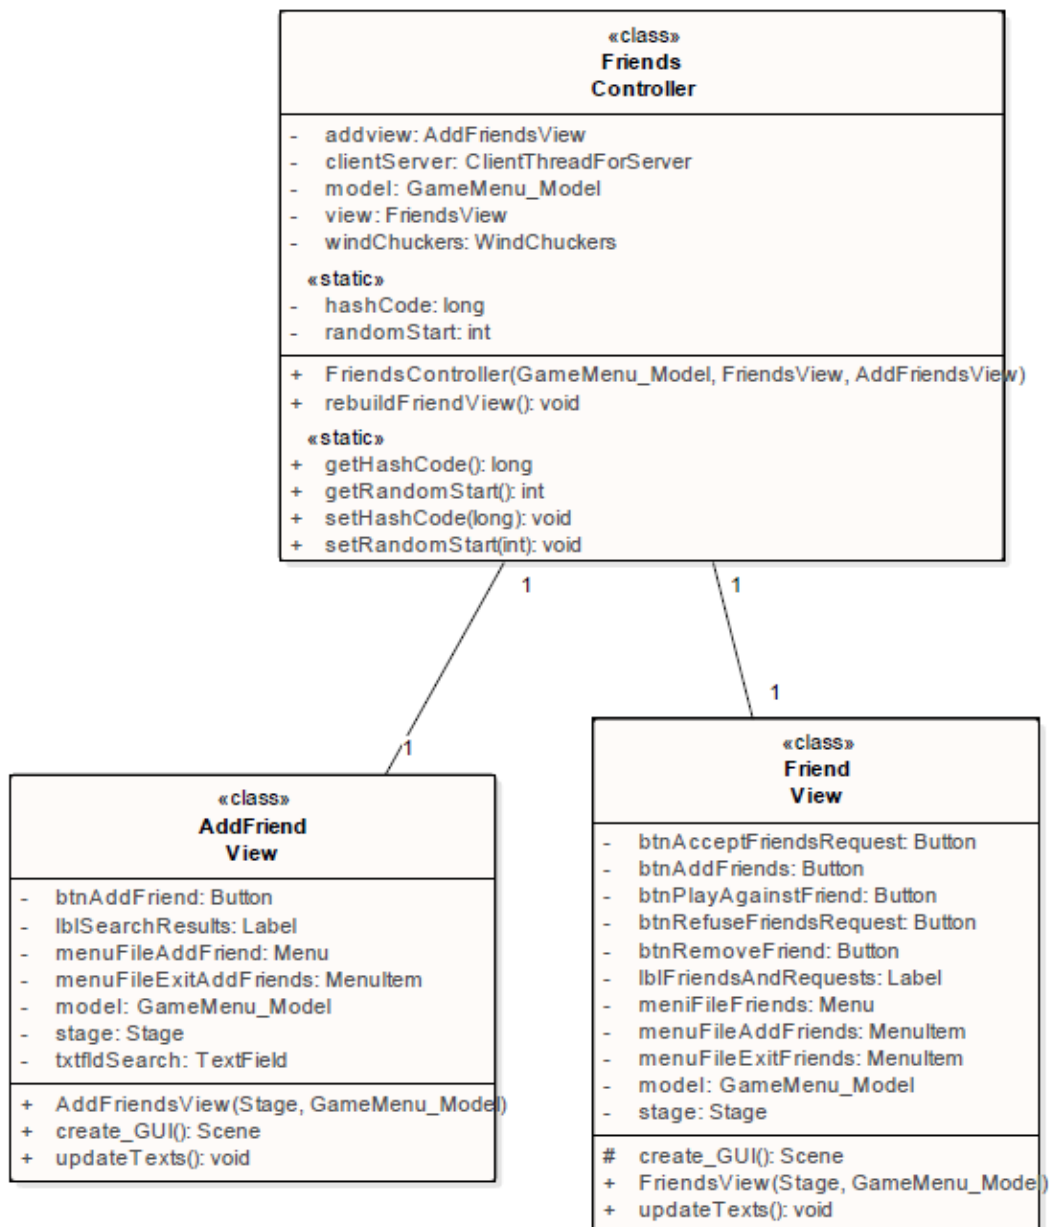 «class»
Friends
Controller
- addview: AddFriendsView
- clientServer: ClientThreadForServer
- model: GameMenu_Model
- view: FriendsView
- windChuckers: WindChuckers
«static»
- hashCode: long
- randomStart: int
+ FriendsController(GameMenu_Model, FriendsView, AddFriendsView)
+ rebuildFriendView(): void
«static»
+ getHashCode(): long
+ getRandomStart(): int
+ setHashCode(long): void
+ setRandomStart(int): void
1
1
1
1
«class»
AddFriend
View
- btnAddFriend: Button
- lblSearchResults: Label
- menuFileAddFriend: Menu
- menuFileExitAddFriends: MenuItem
- model: GameMenu_Model
- stage: Stage
- txtfldSearch: TextField
+ AddFriendsView(Stage, GameMenu_Model)
+ create_GUI(): Scene
+ updateTexts(): void
«class»
Friend
View
- btnAcceptFriendsRequest: Button
- btnAddFriends: Button
- btnPlayAgainstFriend: Button
- btnRefuseFriendsRequest: Button
- btnRemoveFriend: Button
- lblFriendsAndRequests: Label
- meniFileFriends: Menu
- menuFileAddFriends: MenuItem
- menuFileExitFriends: MenuItem
- model: GameMenu_Model
- stage: Stage
# create_GUI(): Scene
+ FriendsView(Stage, GameMenu_Model)
+ updateTexts(): void